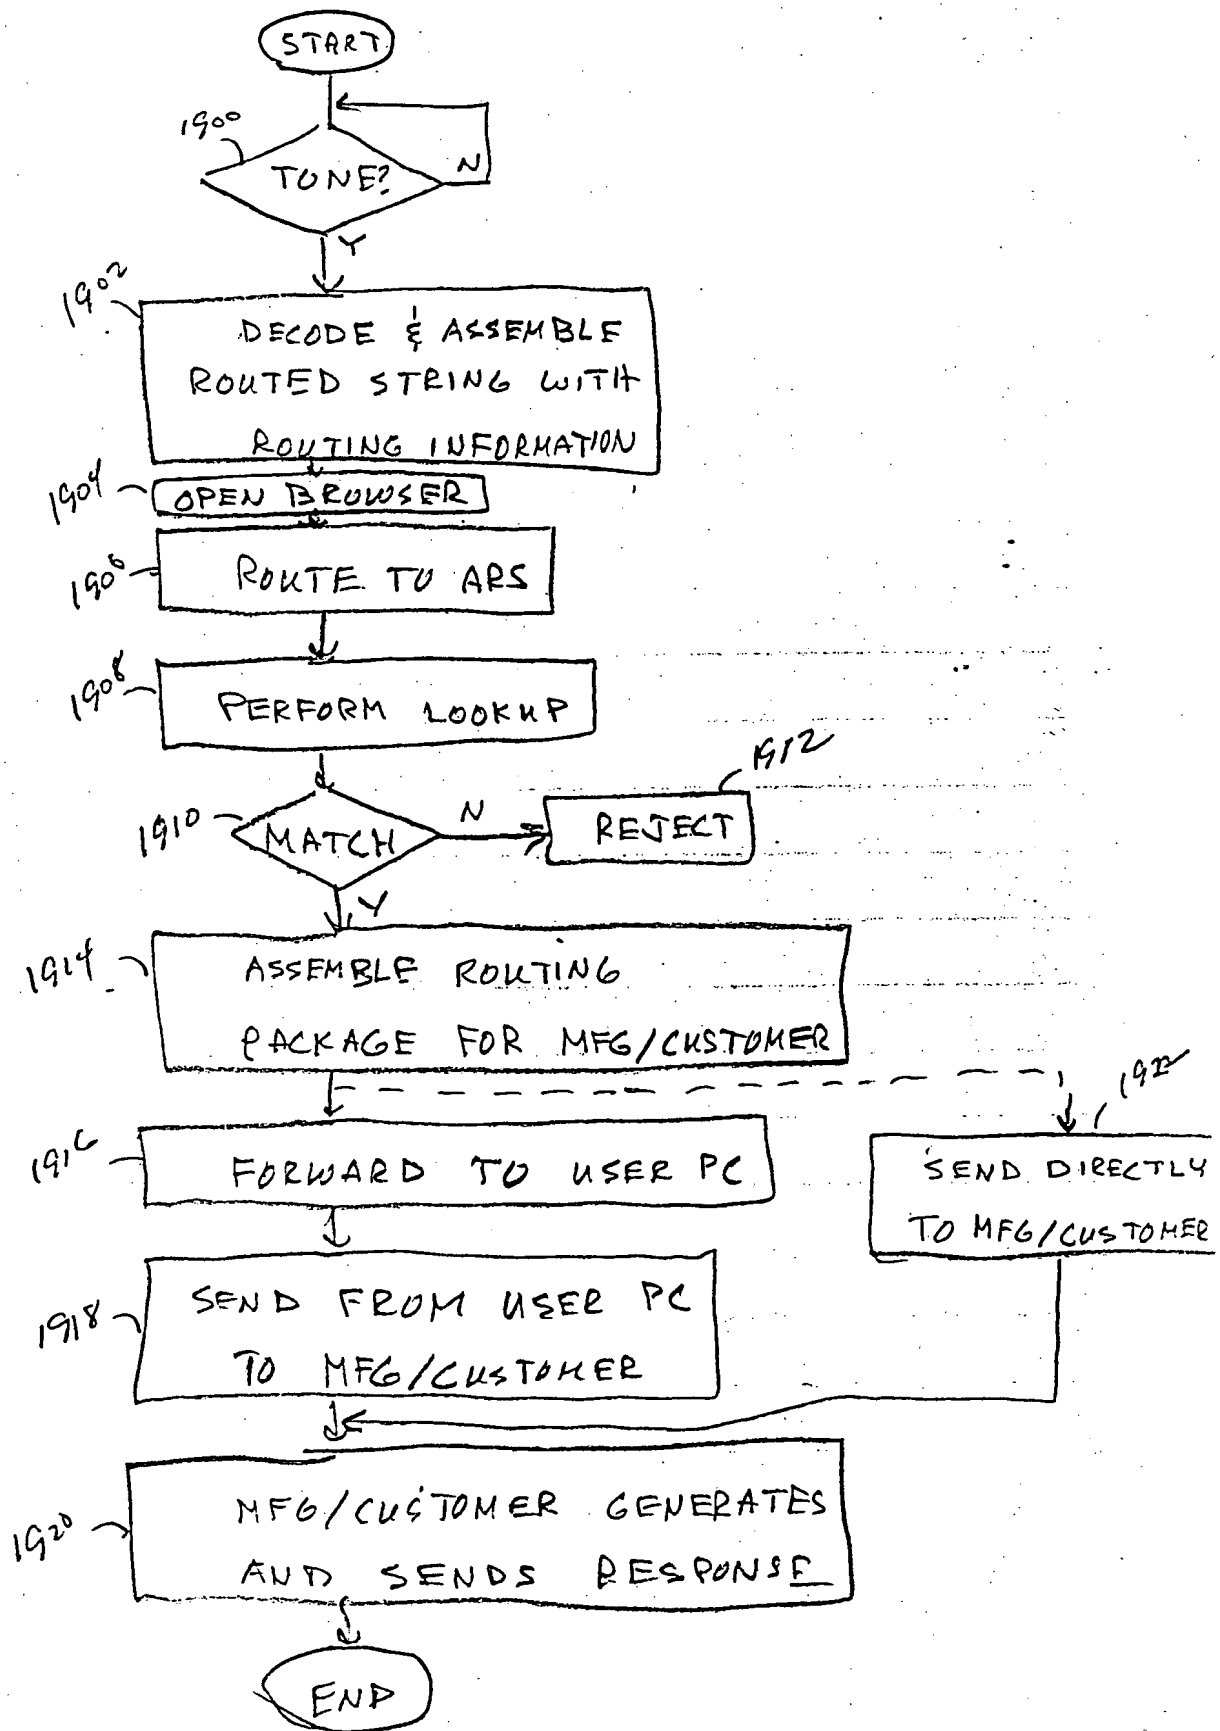 START
1900
TONE?
N
Y
1902
DECODE & ASSEMBLE
ROUTED STRING WITH
ROUTING INFORMATION
1904
OPEN BROWSER
1906
ROUTE TO ARS
1908
PERFORM LOOKUP
1912
1910
MATCH
N
REJECT
Y
1914
ASSEMBLE ROUTING
PACKAGE FOR MFG/CUSTOMER
1922
1916
FORWARD TO USER PC
SEND DIRECTLY
TO MFG/CUSTOMER
1918
SEND FROM USER PC
TO MFG/CUSTOMER
1920
MFG/CUSTOMER GENERATES
AND SENDS RESPONSE
END